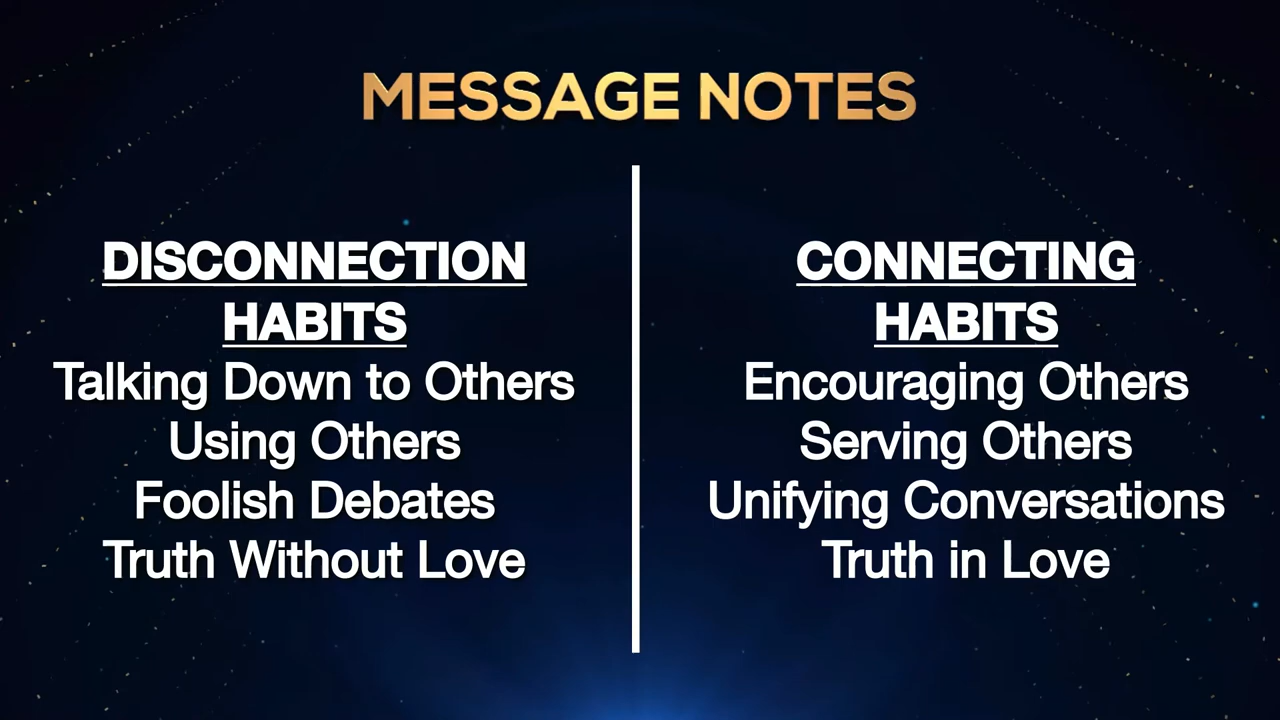 MESSAGE NOTES
DISCONNECTION
HABITS
Talking Down to Others
Using Others
Foolish Debates
Truth Without Love
CONNECTING
HABITS
Encouraging Others
Serving Others
Unifying Conversations
Truth in Love